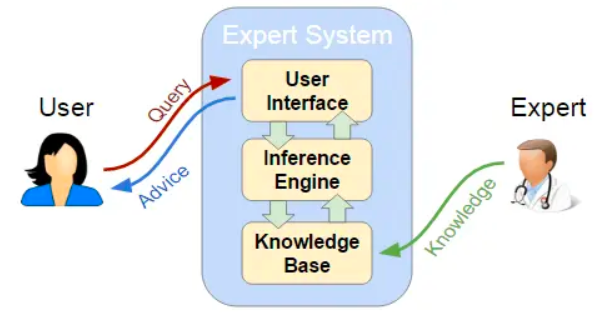 Expert System
User
Query
Advice
User
Interface
Inference
Engine
Knowledge
Base
Expert
Knowledge